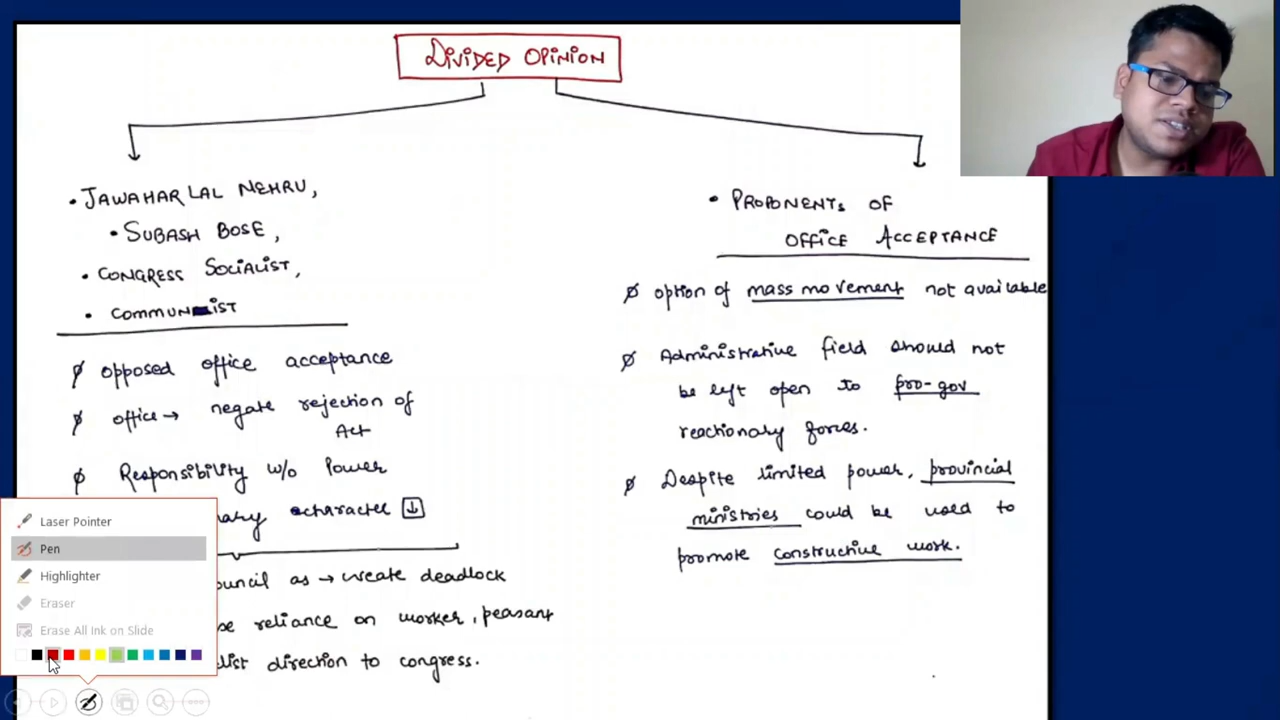 DIVIDED OPINION
• JAWAHAR LAL NEHRU,
• SUBASH BOSE,
• CONGRESS SOCIALIST,
• COMMUNIST
opposed office acceptance
office → negate rejection of
Act
Responsibility w/o Power
character ↓
as → create deadlock
reliance on worker, peasant
direction to congress.
• PROPONENTS OF
OFFICE ACCEPTANCE
option of mass movement not available
Administrative field should not
be left open to pro-gov
reactionary forces.
Despite limited power, provincial
ministries could be used to
promote constructive work.
Laser Pointer
Pen
Highlighter
Eraser
Erase All Ink on Slide